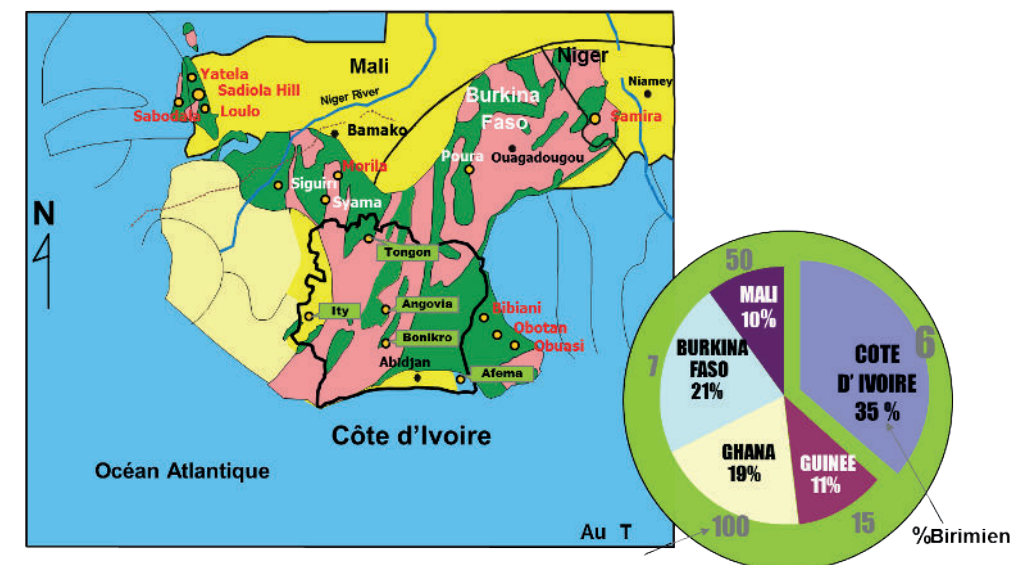 Niger
Mali
Niamey
Yatela
Sadiola Hill
Niger River
Burkina
Faso
Sabodala
Loulo
Samira
Bamako
Poura
Ouagadougou
Morila
Siguiri
Syama
N
Tongon
Ity
Angovia
Bibiani
Obotan
Bonikro
Obuasi
Abidjan
Afema
Côte d'Ivoire
Océan Atlantique
Au T
50
MALI
10%
6
COTE
D' IVOIRE
35 %
7
BURKINA
FASO
21%
GHANA
19%
GUINEE
11%
100
15
%Birimien